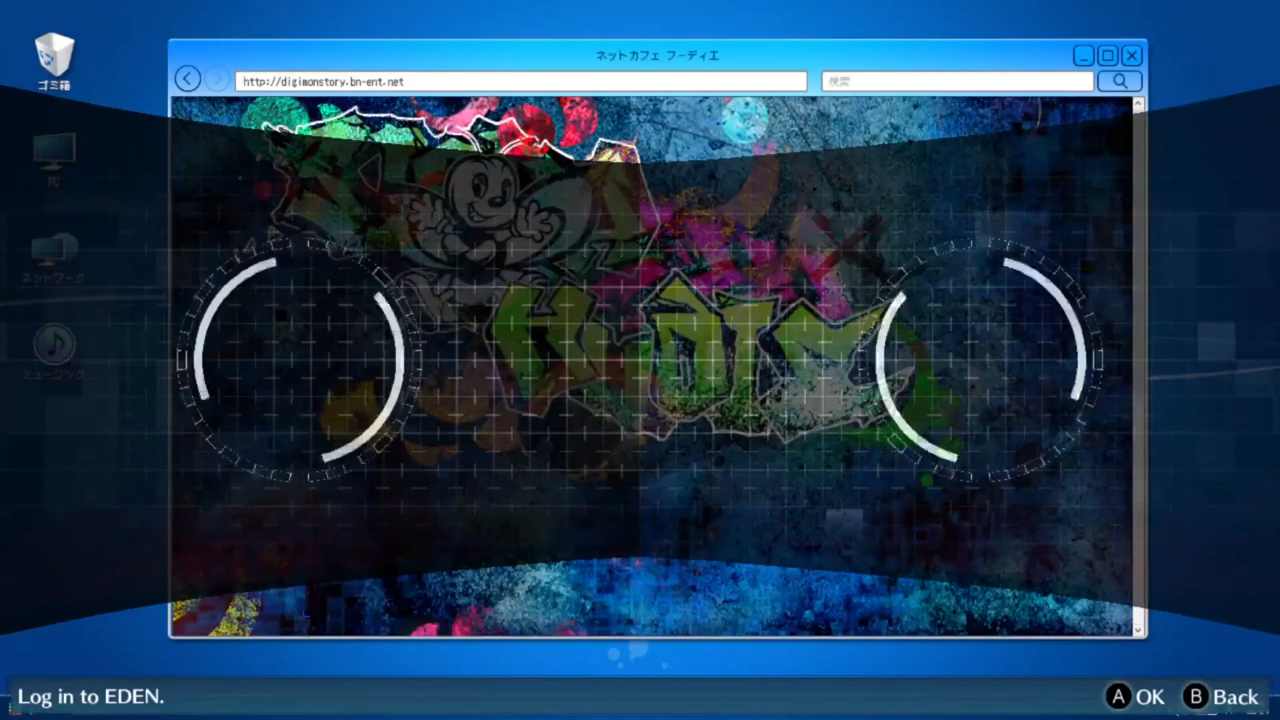 ネットカフェ フーディエ
http://digimonstory.bn-ent.net
検索
ゴミ箱
PC
ネットワーク
ミュージック
Log in to EDEN.
A OK B Back